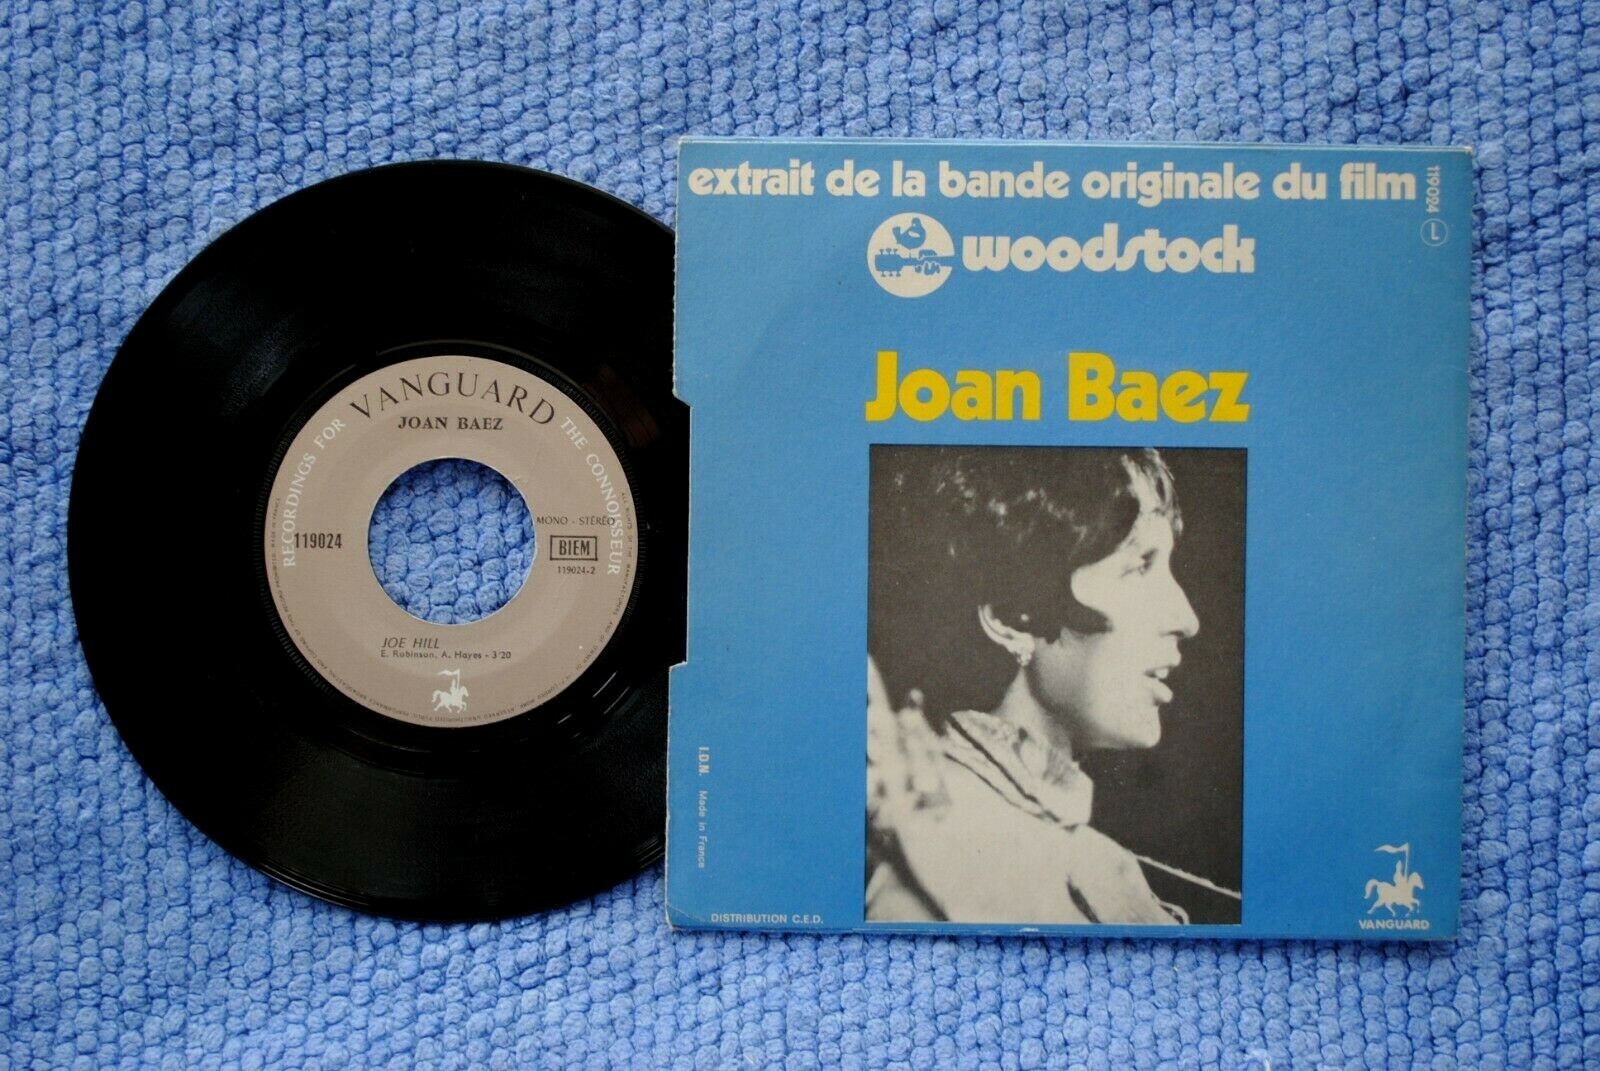 VANGUARD
RECORDINGS FOR THE CONNOISSEUR
JOAN BAEZ
MONO - STÉRÉO
119024
BIEM
119024-2
JOE HILL
E. Robinson, A. Hayes - 3'20
extrait de la bande originale du film
woodstock
119024 L
Joan Baez
I.D.N. Made in France
DISTRIBUTION C.E.D.
VANGUARD